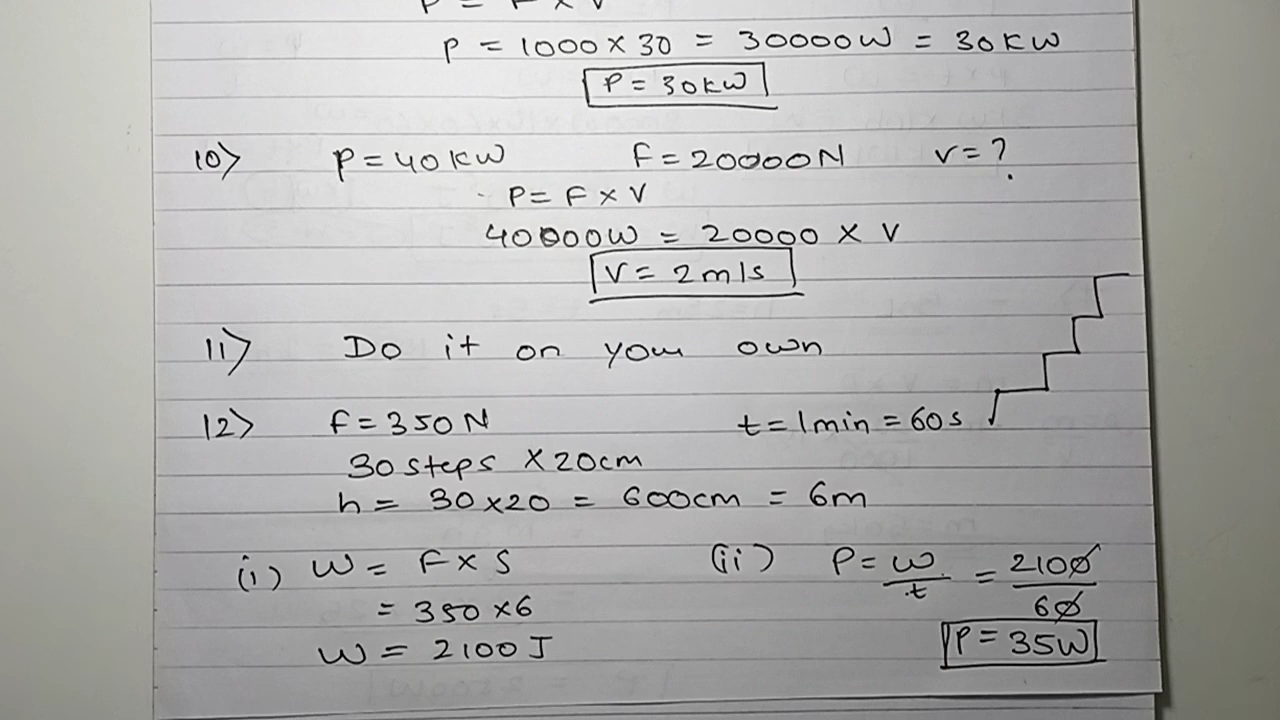 P = F X V
P = 1000 X 30 = 30000W = 30KW
P = 30KW
10) P = 40KW F = 20000N V = ?
P = F X V
40000W = 20000 X V
V = 2m/s
11) Do it on your own
12) F = 350N t = 1min = 60s
30 steps X 20cm
h = 30 X 20 = 600cm = 6m
(i) W = F X S (ii) P = W/t = 2100/60
= 350 X 6
W = 2100J P = 35W